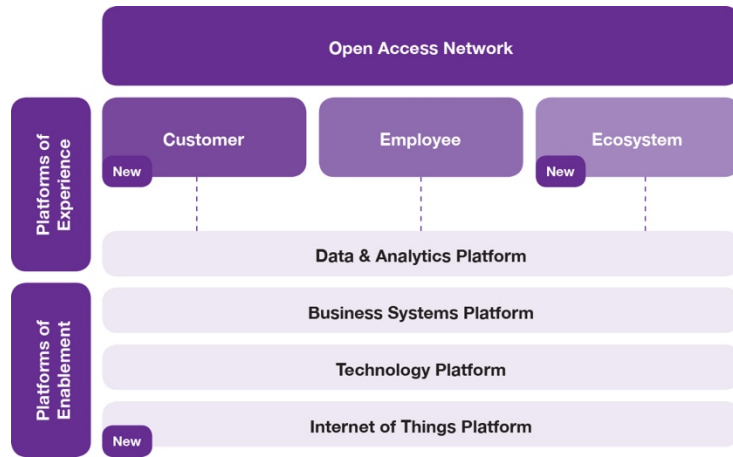 Open Access Network
Platforms of
Experience
Customer
New
Employee
Ecosystem
New
Data & Analytics Platform
Platforms of
Enablement
Business Systems Platform
Technology Platform
Internet of Things Platform
New